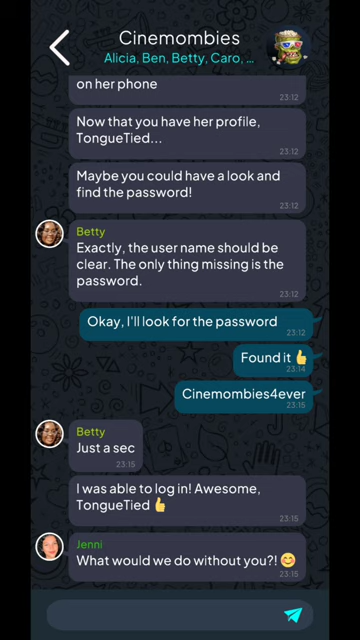 Cinemombies
Alicia, Ben, Betty, Caro, ...
on her phone
23:12
Now that you have her profile,
TongueTied...
23:12
Maybe you could have a look and
find the password!
23:12
Betty
Exactly, the user name should be
clear. The only thing missing is the
password.
23:12
Okay, I'll look for the password
23:12
Found it 👍
23:14
Cinemombies4ever
23:15
Betty
Just a sec
23:15
I was able to log in! Awesome,
TongueTied 👍
23:15
Jenni
What would we do without you?! 😊
23:15